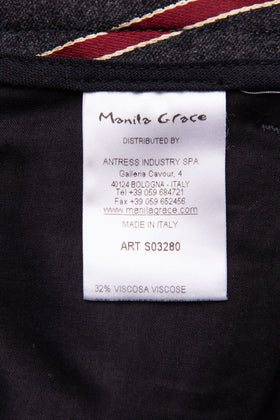 Manila Grace
DISTRIBUTED BY
ANTRESS INDUSTRY SPA
Galleria Cavour, 4
40124 BOLOGNA - ITALY
Tel +39 059 684721
Fax +39 059 652456
www.manilagrace.com
MADE IN ITALY
ART S03280
32% VISCOSA VISCOSE